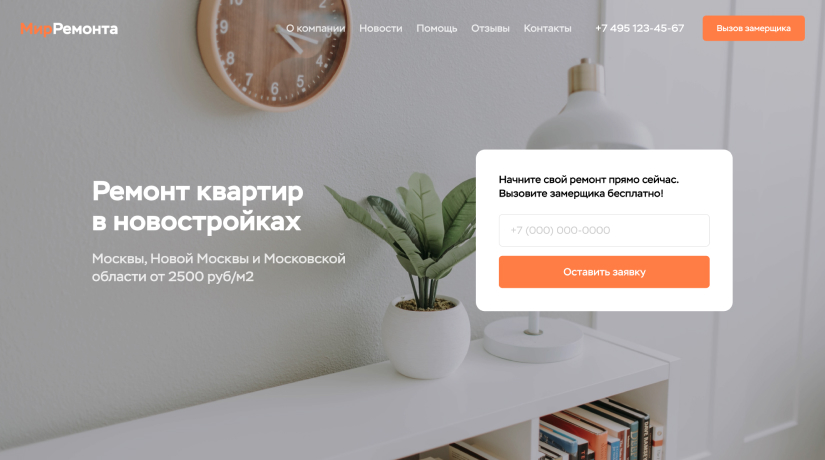 МирРемонта
О компании Новости Помощь Отзывы Контакты +7 495 123-45-67 Вызов замерщика
Ремонт квартир
в новостройках
Москвы, Новой Москвы и Московской
области от 2500 руб/м2
Начните свой ремонт прямо сейчас.
Вызовите замерщика бесплатно!
+7 (000) 000-0000
Оставить заявку